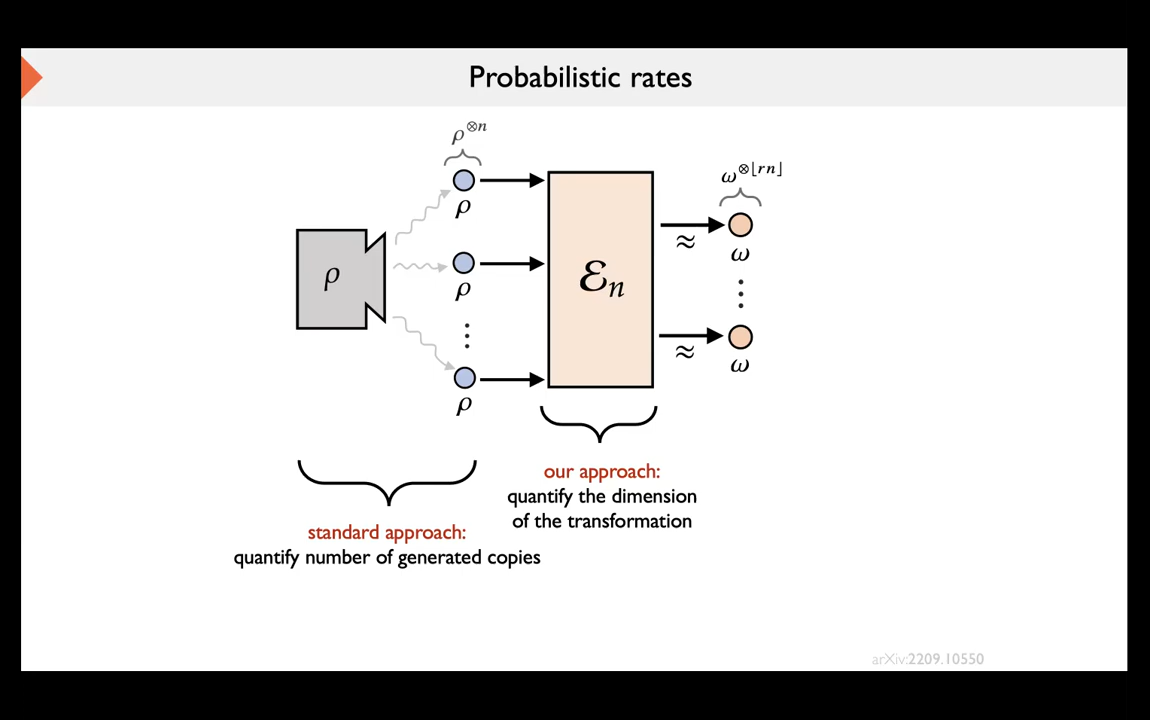 Probabilistic rates
ρ⊗n
ω⊗⌊rn⌋
ρ
ρ
ρ
⋮
ρ
ℰn
≈
ω
⋮
≈
ω
our approach:
quantify the dimension
of the transformation
standard approach:
quantify number of generated copies
arXiv:2209.10550